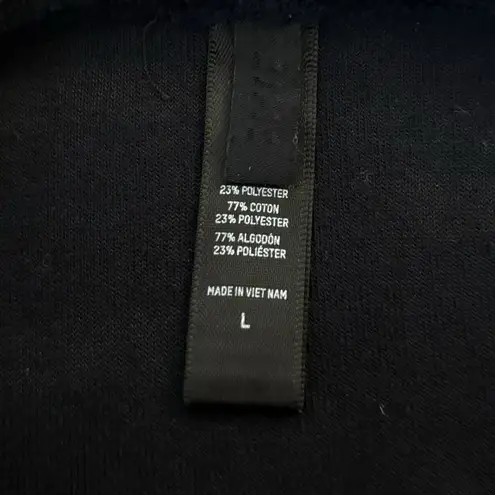 23% POLYESTER
77% COTON
23% POLYESTER
77% ALGODÓN
23% POLIÉSTER
MADE IN VIET NAM
L